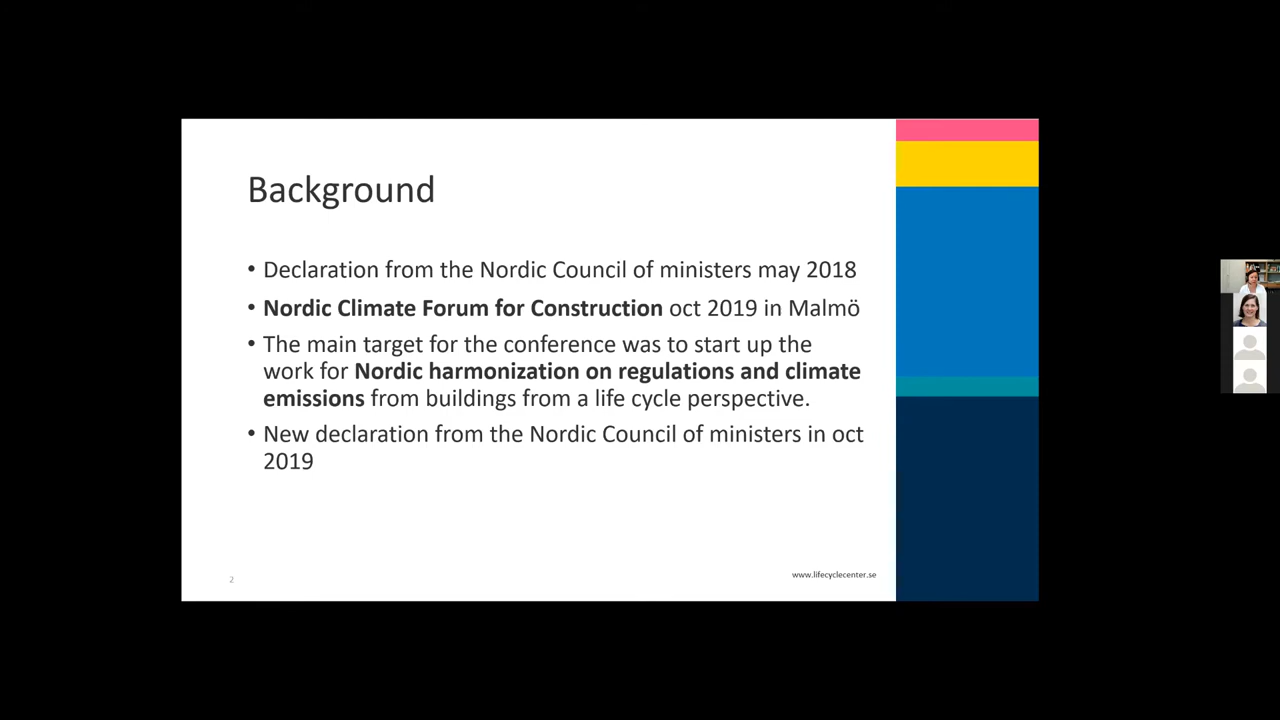 Background
• Declaration from the Nordic Council of ministers may 2018
• Nordic Climate Forum for Construction oct 2019 in Malmö
• The main target for the conference was to start up the
work for Nordic harmonization on regulations and climate
emissions from buildings from a life cycle perspective.
• New declaration from the Nordic Council of ministers in oct
2019
2
www.lifecyclecenter.se